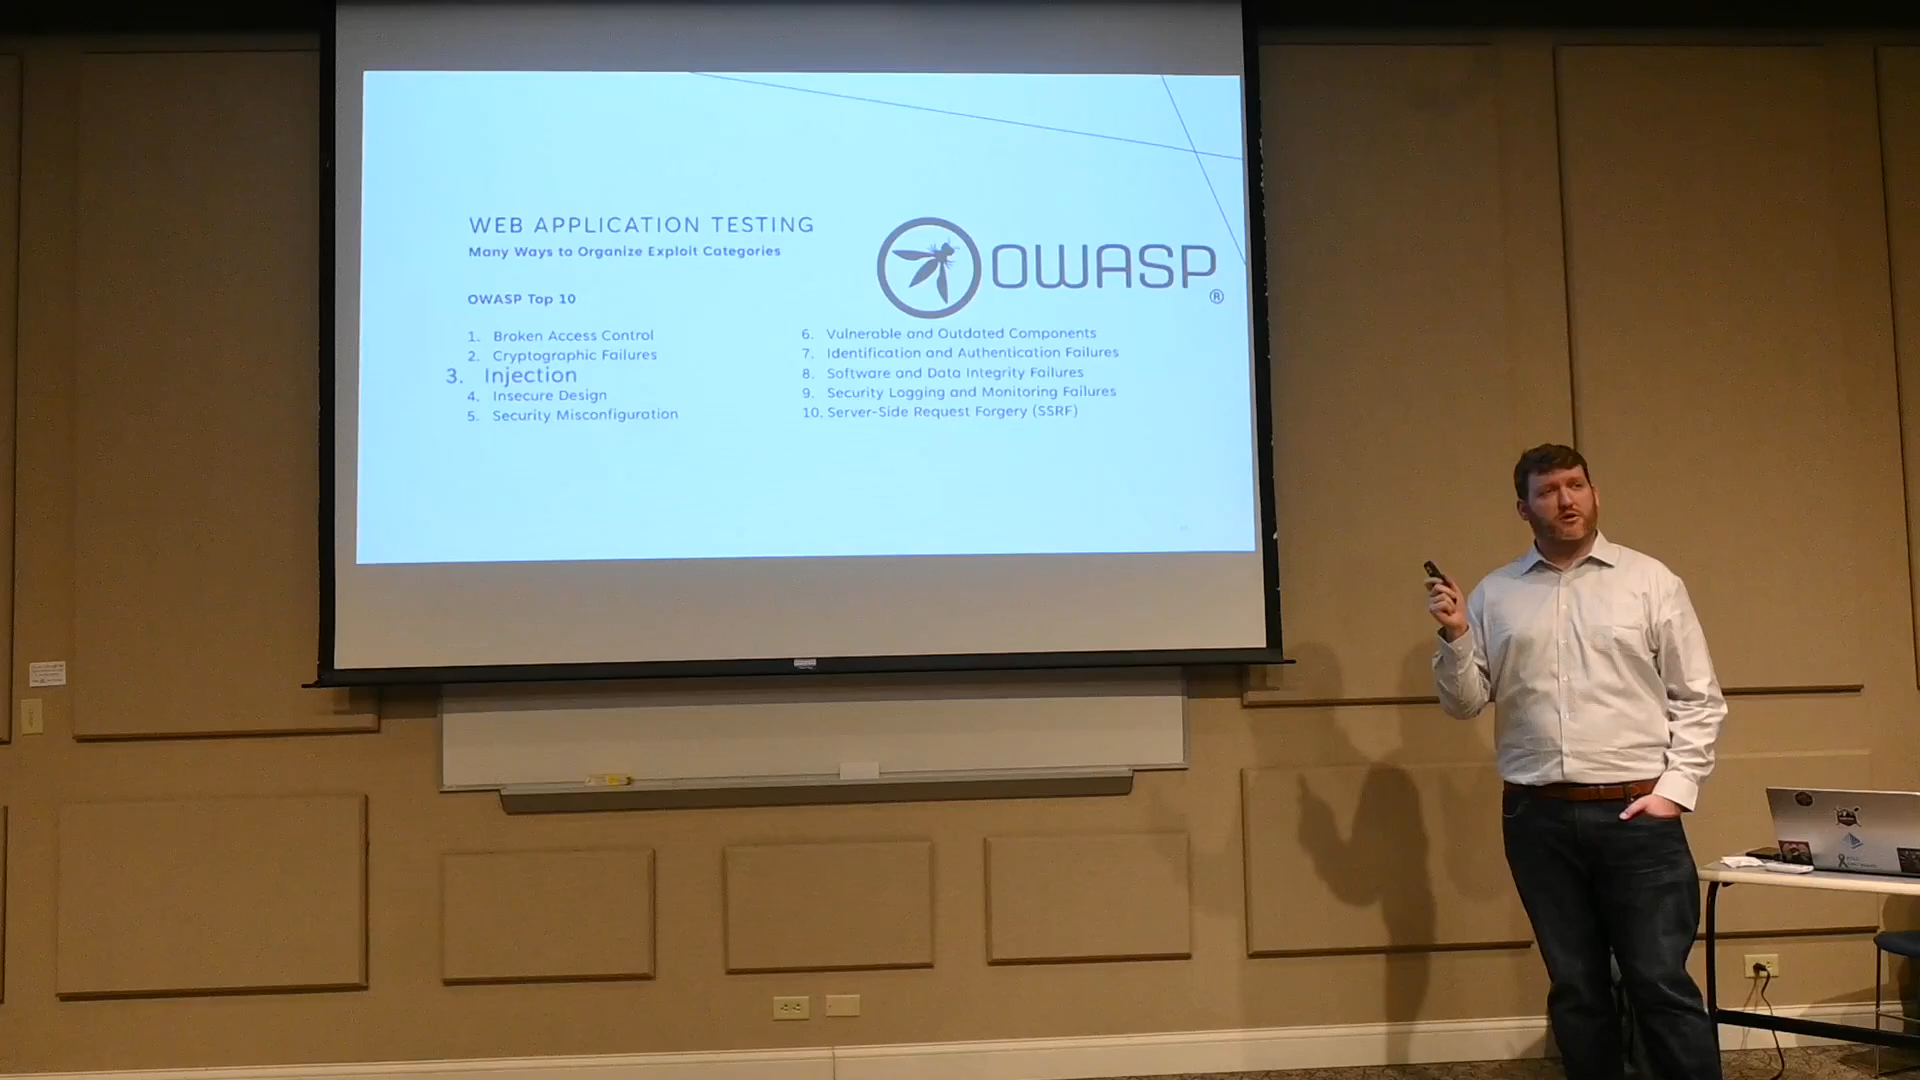 WEB APPLICATION TESTING
Many Ways to Organize Exploit Categories
OWASP®
OWASP Top 10
1. Broken Access Control
2. Cryptographic Failures
3. Injection
4. Insecure Design
5. Security Misconfiguration
6. Vulnerable and Outdated Components
7. Identification and Authentication Failures
8. Software and Data Integrity Failures
9. Security Logging and Monitoring Failures
10. Server-Side Request Forgery (SSRF)